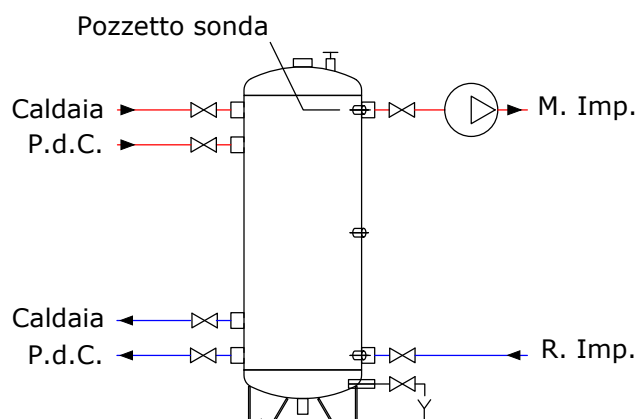 Pozzetto sonda
Caldaia
M. Imp.
P.d.C.
Caldaia
P.d.C.
R. Imp.